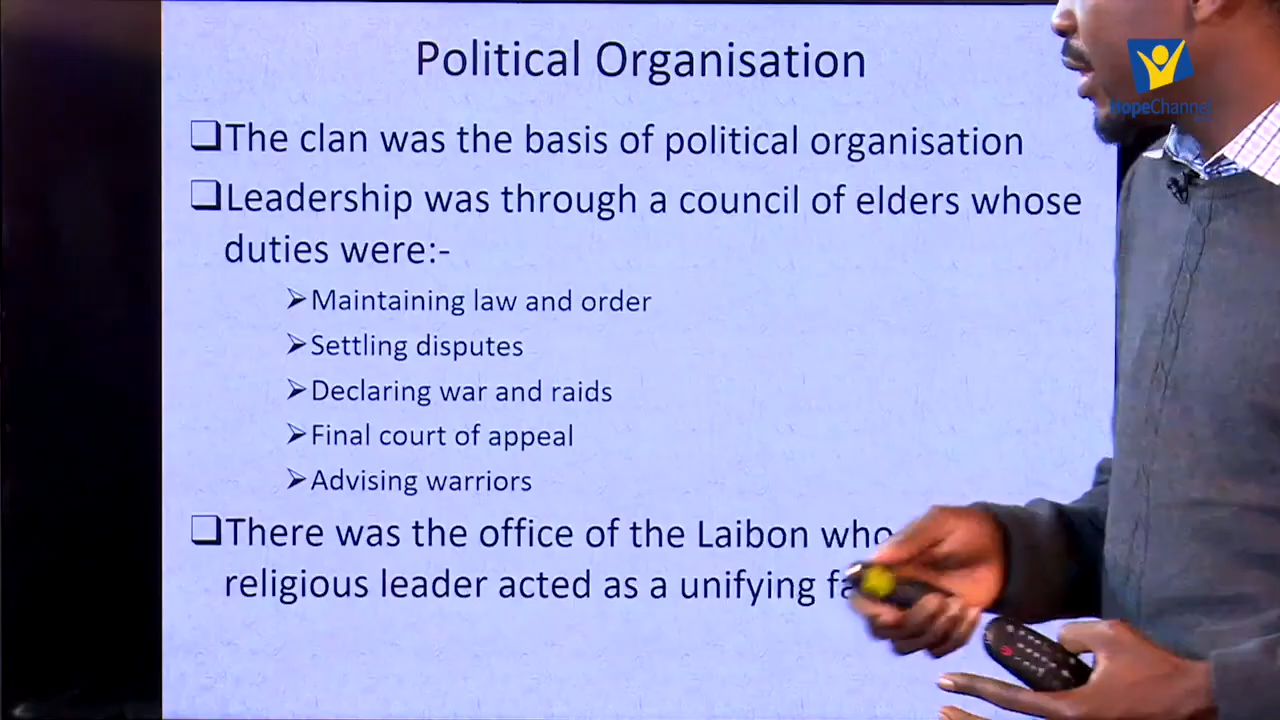 Political Organisation
HopeChannel
❑The clan was the basis of political organisation
❑Leadership was through a council of elders whose
duties were:-
➢Maintaining law and order
➢Settling disputes
➢Declaring war and raids
➢Final court of appeal
➢Advising warriors
❑There was the office of the Laibon who
religious leader acted as a unifying